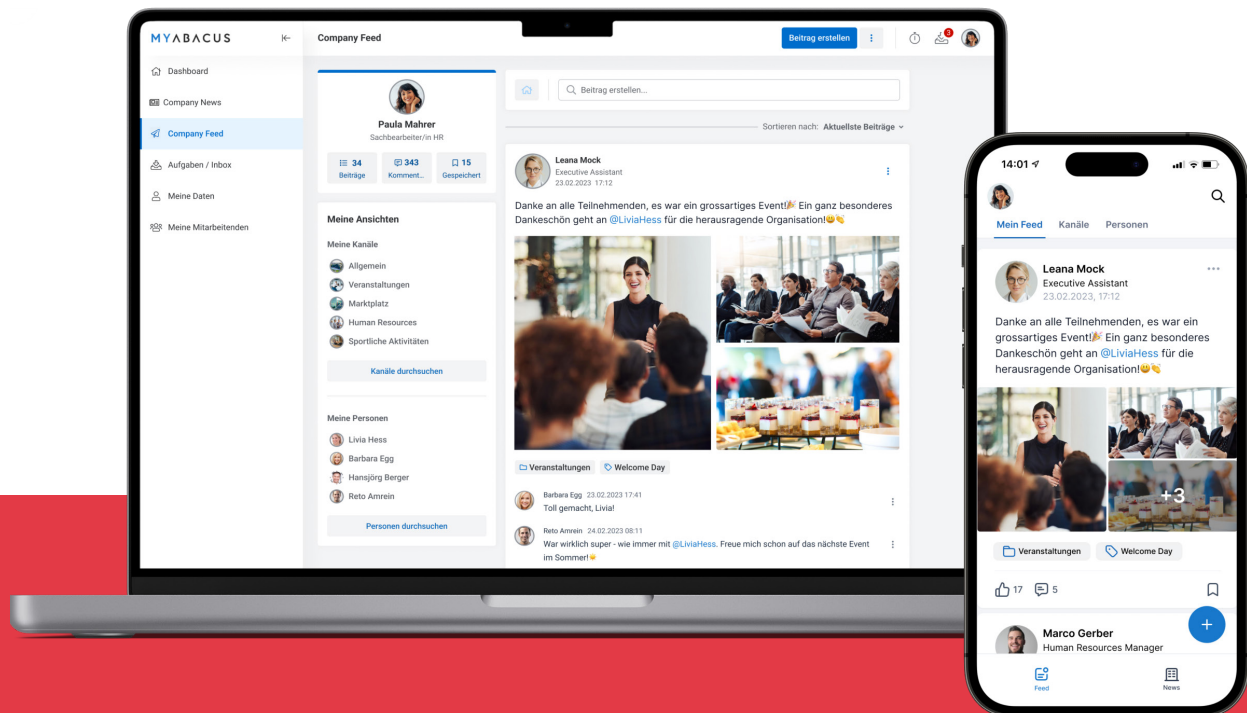 MYABACUS
Dashboard
Company News
Company Feed
Aufgaben / Inbox
Meine Daten
Meine Mitarbeitenden
Company Feed
Beitrag erstellen
3
Paula Mahrer
Sachbearbeiter/in HR
34
Beiträge
343
Komment...
15
Gespeichert
Meine Ansichten
Meine Kanäle
Allgemein
Veranstaltungen
Marktplatz
Human Resources
Sportliche Aktivitäten
Kanäle durchsuchen
Meine Personen
Livia Hess
Barbara Egg
Hansjörg Berger
Reto Amrein
Personen durchsuchen
Beitrag erstellen...
Sortieren nach: Aktuellste Beiträge
Leana Mock
Executive Assistant
23.02.2023 17:12
Danke an alle Teilnehmenden, es war ein grossartiges Event!🎉 Ein ganz besonderes
Dankeschön geht an @LiviaHess für die herausragende Organisation!😃👏
Veranstaltungen
Welcome Day
Barbara Egg 23.02.2023 17:41
Toll gemacht, Livia!
Reto Amrein 24.02.2023 08:11
War wirklich super - wie immer mit @LiviaHess. Freue mich schon auf das nächste Event
im Sommer!☀️
14:01
Mein Feed Kanäle Personen
Leana Mock
Executive Assistant
23.02.2023, 17:12
Danke an alle Teilnehmenden, es war ein
grossartiges Event!🎉 Ein ganz besonderes
Dankeschön geht an @LiviaHess für die
herausragende Organisation!😃👏
+3
Veranstaltungen
Welcome Day
17 5
+
Marco Gerber
Human Resources Manager
Feed
News